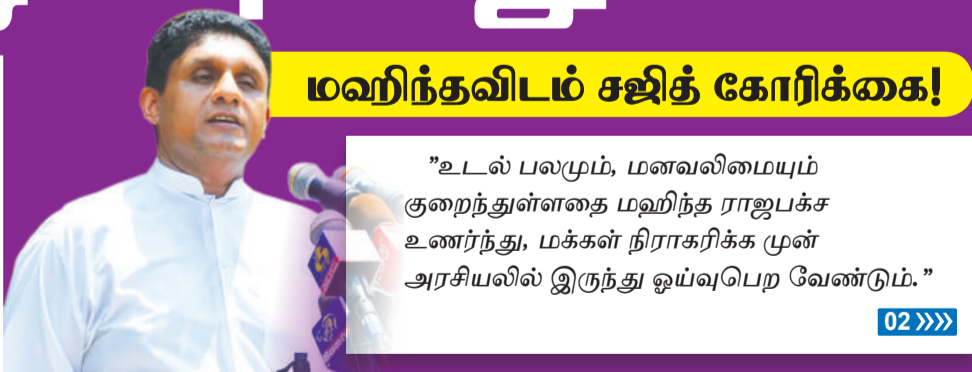 மஹிந்தவிடம் சஜித் கோரிக்கை!
”உடல் பலமும், மனவலிமையும்
குறைந்துள்ளதை மஹிந்த ராஜபக்ச
உணர்ந்து, மக்கள் நிராகரிக்க முன்
அரசியலில் இருந்து ஓய்வுபெற வேண்டும்.”
02